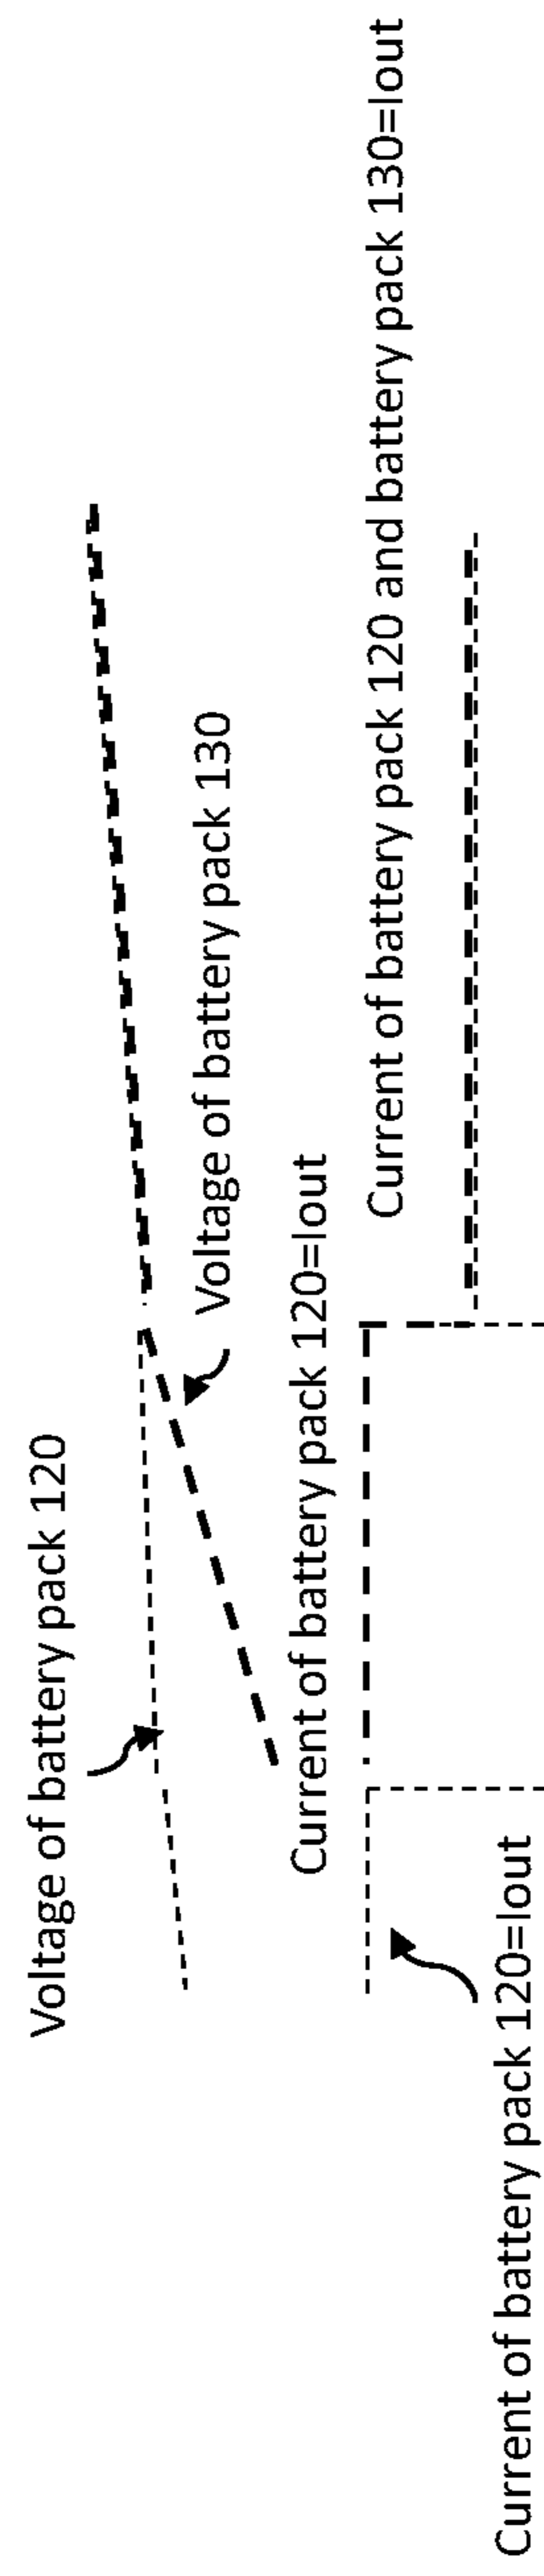 Voltage of battery pack 120
Voltage of battery pack 130
Current of battery pack 120=Iout
Current of battery pack 120 and battery pack 130=Iout
Current of battery pack 120=Iout